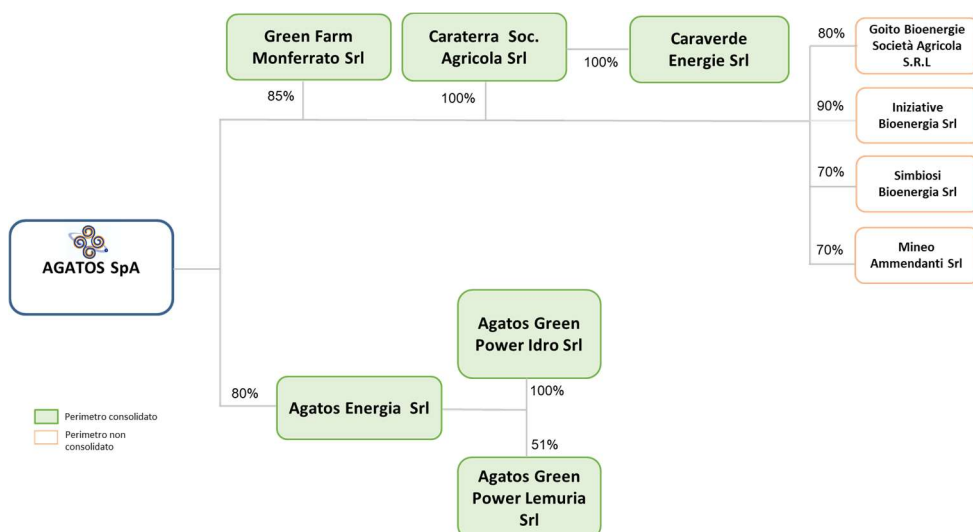 Green Farm
Monferrato Srl
85%
Caraterra Soc.
Agricola Srl
100%
100%
Caraverde
Energie Srl
80%
Goito Bioenergie
Società Agricola
S.R.L
90%
Iniziative
Bioenergia Srl
70%
Simbiosi
Bioenergia Srl
70%
Mineo
Ammendanti Srl
AGATOS SpA
80%
Agatos Energia Srl
Agatos Green
Power Idro Srl
100%
51%
Agatos Green
Power Lemuria
Srl
Perimetro consolidato
Perimetro non
consolidato